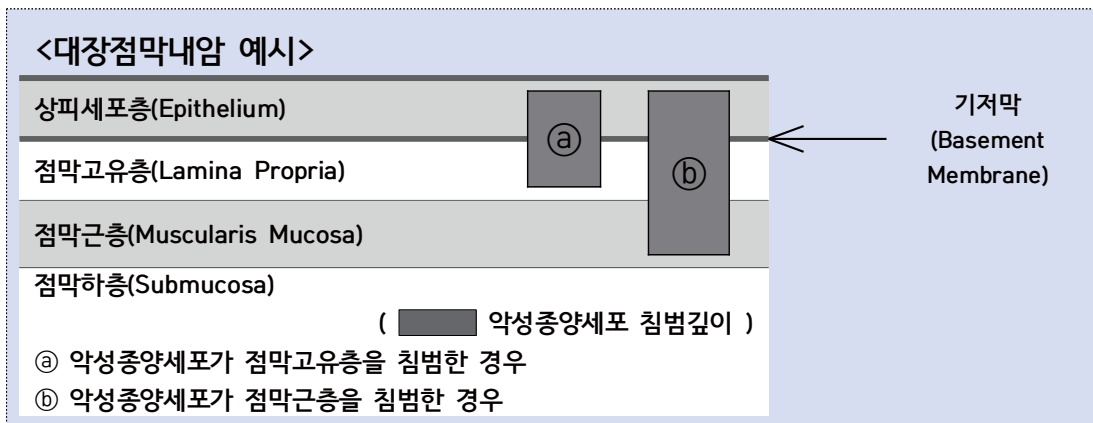 <대장점막내암 예시>
상피세포층(Epithelium)
ⓐ
기저막
(Basement
Membrane)
점막고유층(Lamina Propria)
ⓑ
점막근층(Muscularis Mucosa)
점막하층(Submucosa)
( 악성종양세포 침범깊이 )
ⓐ 악성종양세포가 점막고유층을 침범한 경우
ⓑ 악성종양세포가 점막근층을 침범한 경우